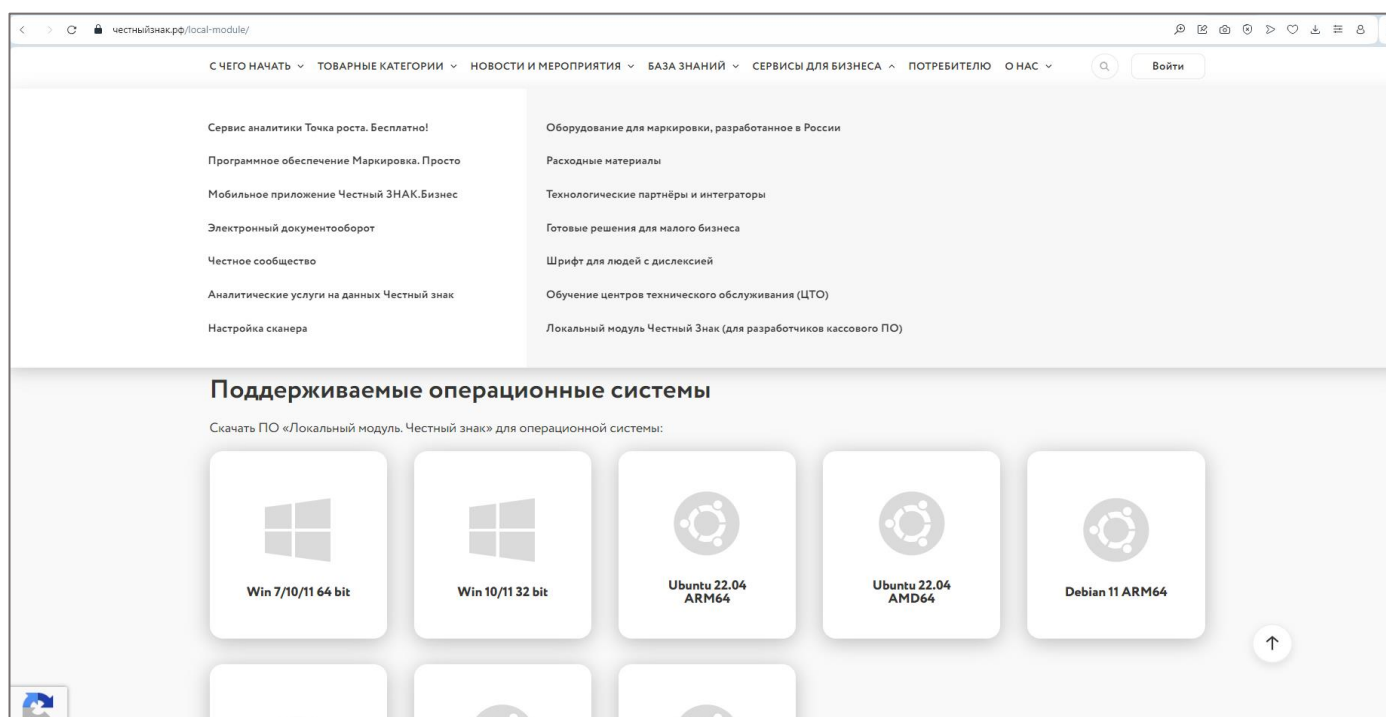 честныйзнак.рф/local-module/
С ЧЕГО НАЧАТЬ ТОВАРНЫЕ КАТЕГОРИИ НОВОСТИ И МЕРОПРИЯТИЯ БАЗА ЗНАНИЙ СЕРВИСЫ ДЛЯ БИЗНЕСА ПОТРЕБИТЕЛЮ О НАС Войти
Сервис аналитики Точка роста. Бесплатно!
Программное обеспечение Маркировка. Просто
Мобильное приложение Честный ЗНАК.Бизнес
Электронный документооборот
Честное сообщество
Аналитические услуги на данных Честный знак
Настройка сканера
Оборудование для маркировки, разработанное в России
Расходные материалы
Технологические партнёры и интеграторы
Готовые решения для малого бизнеса
Шрифт для людей с дислексией
Обучение центров технического обслуживания (ЦТО)
Локальный модуль Честный Знак (для разработчиков кассового ПО)
Поддерживаемые операционные системы
Скачать ПО «Локальный модуль. Честный знак» для операционной системы:
Win 7/10/11 64 bit
Win 10/11 32 bit
Ubuntu 22.04
ARM64
Ubuntu 22.04
AMD64
Debian 11 ARM64